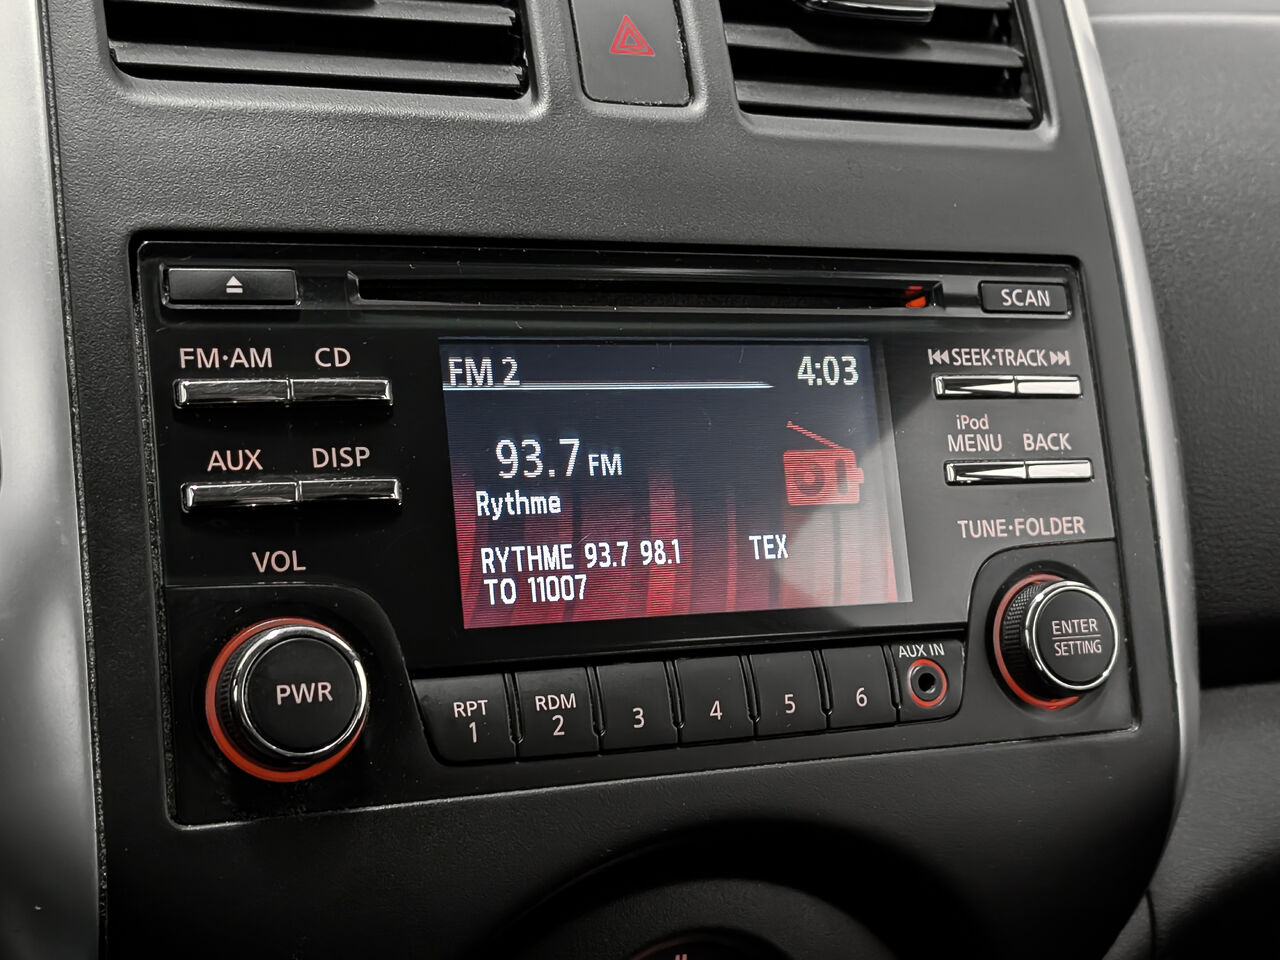 SCAN
FM·AM CD
SEEK·TRACK
FM 2 4:03
iPod
MENU BACK
AUX DISP
93.7 FM
Rythme
TUNE·FOLDER
RYTHME 93.7 98.1 TEX
TO 11007
VOL
ENTER
SETTING
PWR
AUX IN
RPT
1
RDM
2
3
4
5
6